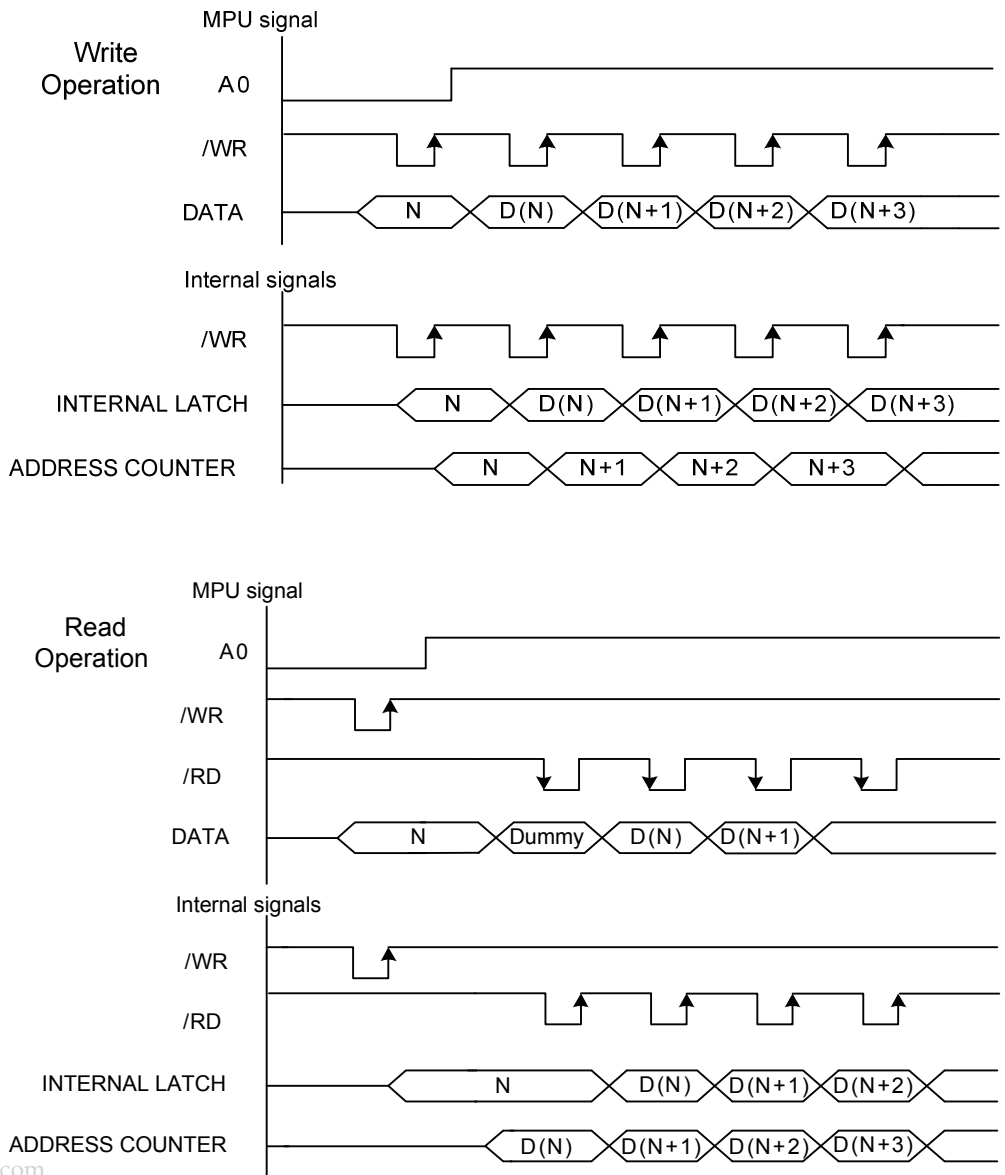 MPU signal
Write
Operation
A0
/WR
DATA N D(N) D(N+1) D(N+2) D(N+3)
Internal signals
/WR
INTERNAL LATCH N D(N) D(N+1) D(N+2) D(N+3)
ADDRESS COUNTER N N+1 N+2 N+3
MPU signal
Read
Operation
A0
/WR
/RD
DATA N Dummy D(N) D(N+1)
Internal signals
/WR
/RD
INTERNAL LATCH N D(N) D(N+1) D(N+2)
ADDRESS COUNTER D(N) D(N+1) D(N+2) D(N+3)
.com